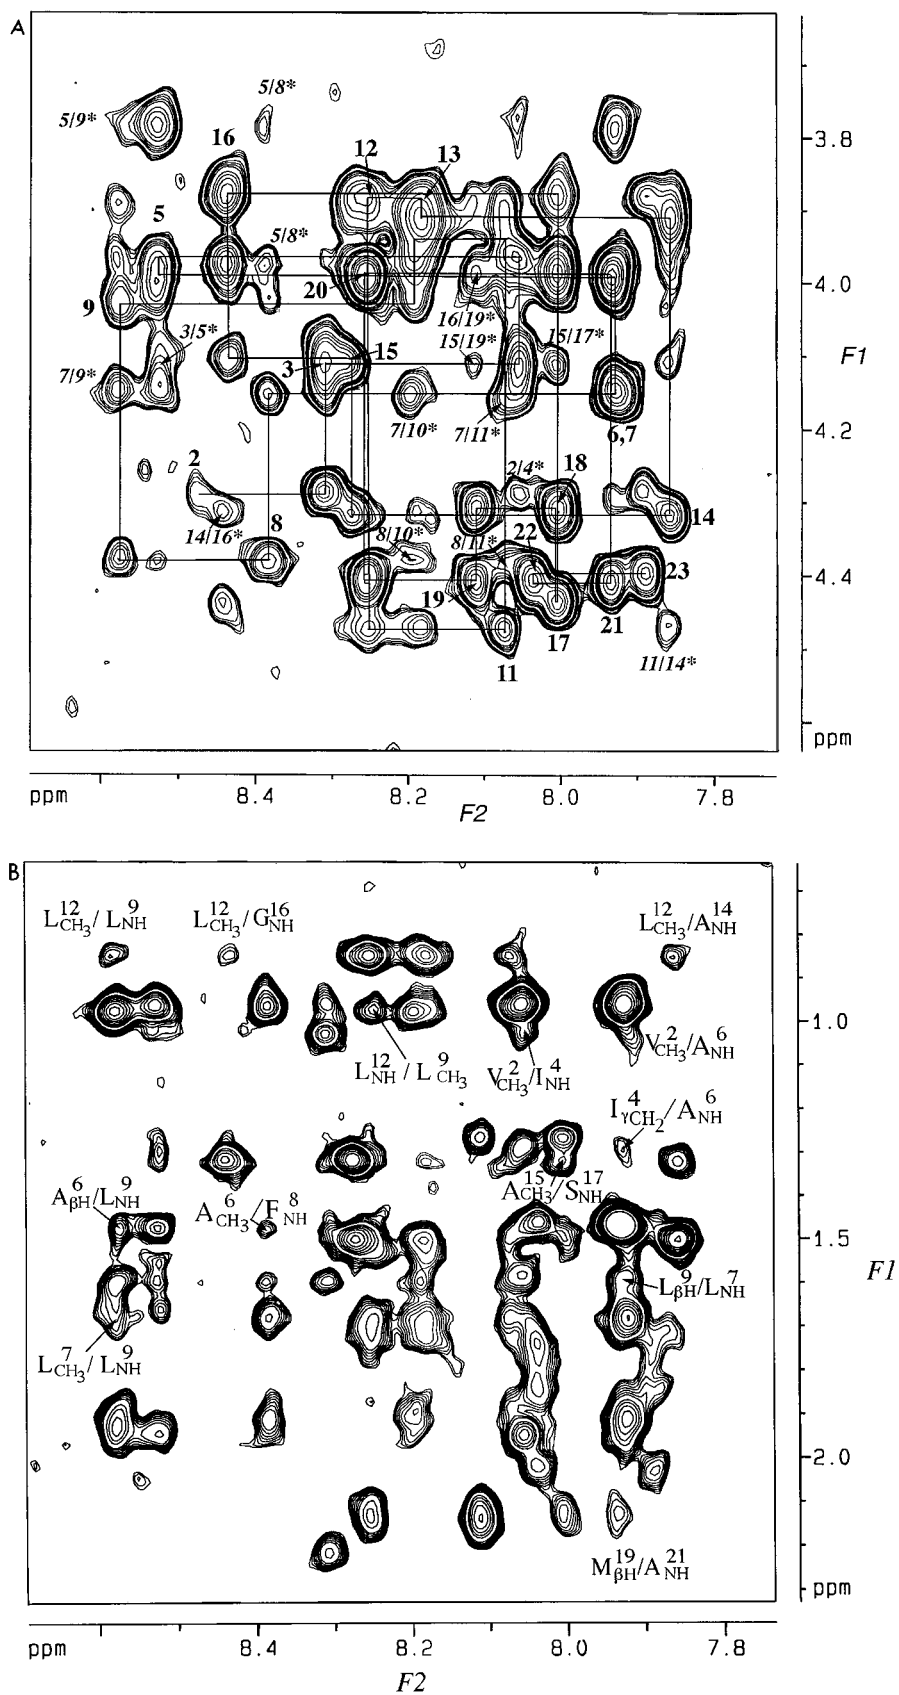 A
5/9*
5/8*
16
12
13
3.8
5
5/8*
20
4.0
9
16/19*
3/5*
15/19*
15/17*
3
15
F1
7/9*
7/10*
7/11*
6,7
4.2
2
2/4*
18
14/16*
8
8/10*
8/11*
22
14
19
23
4.4
17
21
11
11/14*
ppm
ppm
8.4
8.2
8.0
7.8
F2
B
L12CH3/L9NH
L12CH3/G16NH
L12CH3/A14NH
1.0
L12NH/L9CH3
V2CH3/I4NH
V2CH3/A6NH
I4γCH2/A6NH
A6βH/L9NH
A6CH3/F8NH
A15CH3/S17NH
1.5
F1
L9βH/L7NH
L7CH3/L9NH
2.0
M19βH/A21NH
ppm
ppm
8.4
8.2
8.0
7.8
F2